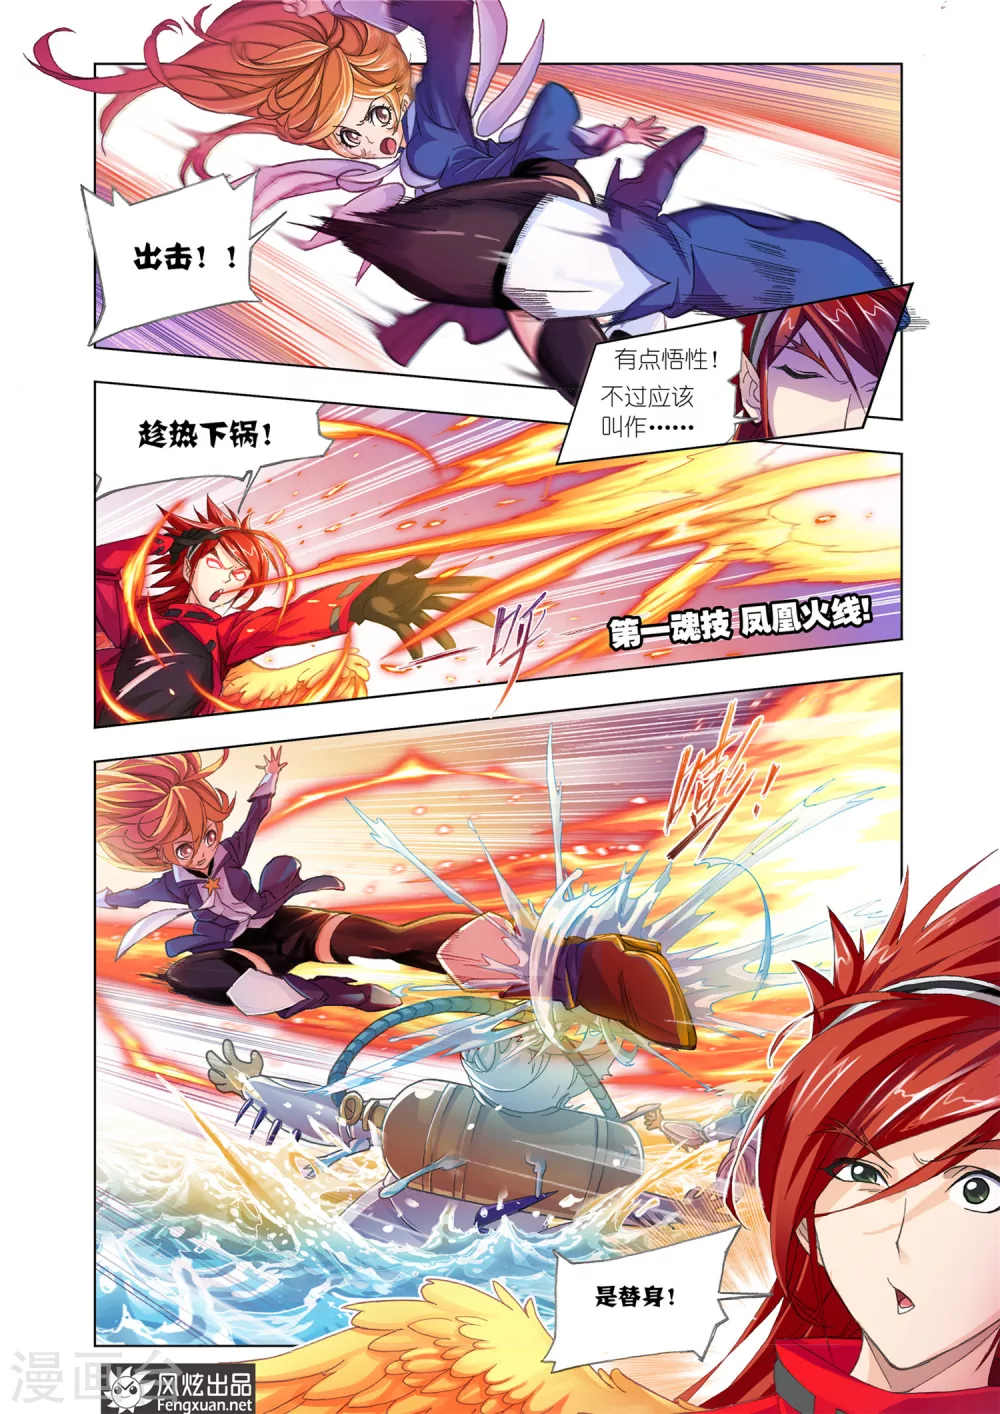 出击！！
有点悟性！
不过应该
叫作……
趁热下锅！
呼
第一魂技 凤凰火线！
嘭！
是替身！
漫画台
风炫出品
Fengxuan.net